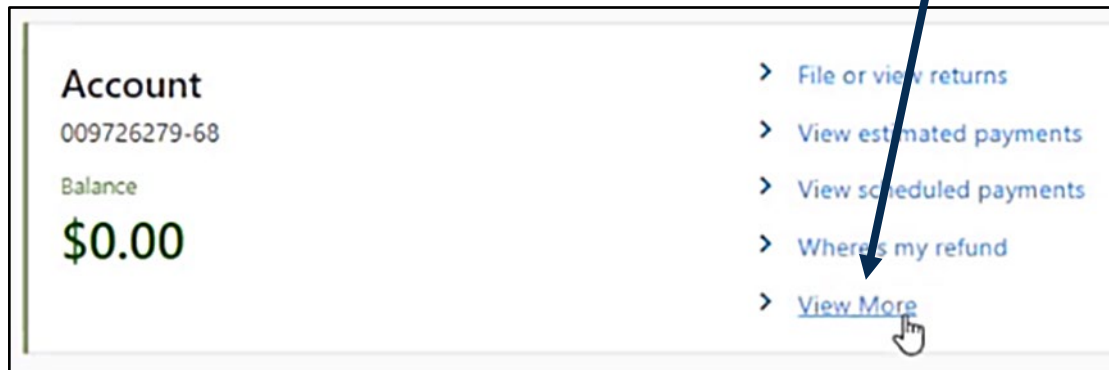 Account
009726279-68
Balance
$0.00
File or view returns
View estimated payments
View scheduled payments
Where's my refund
View More